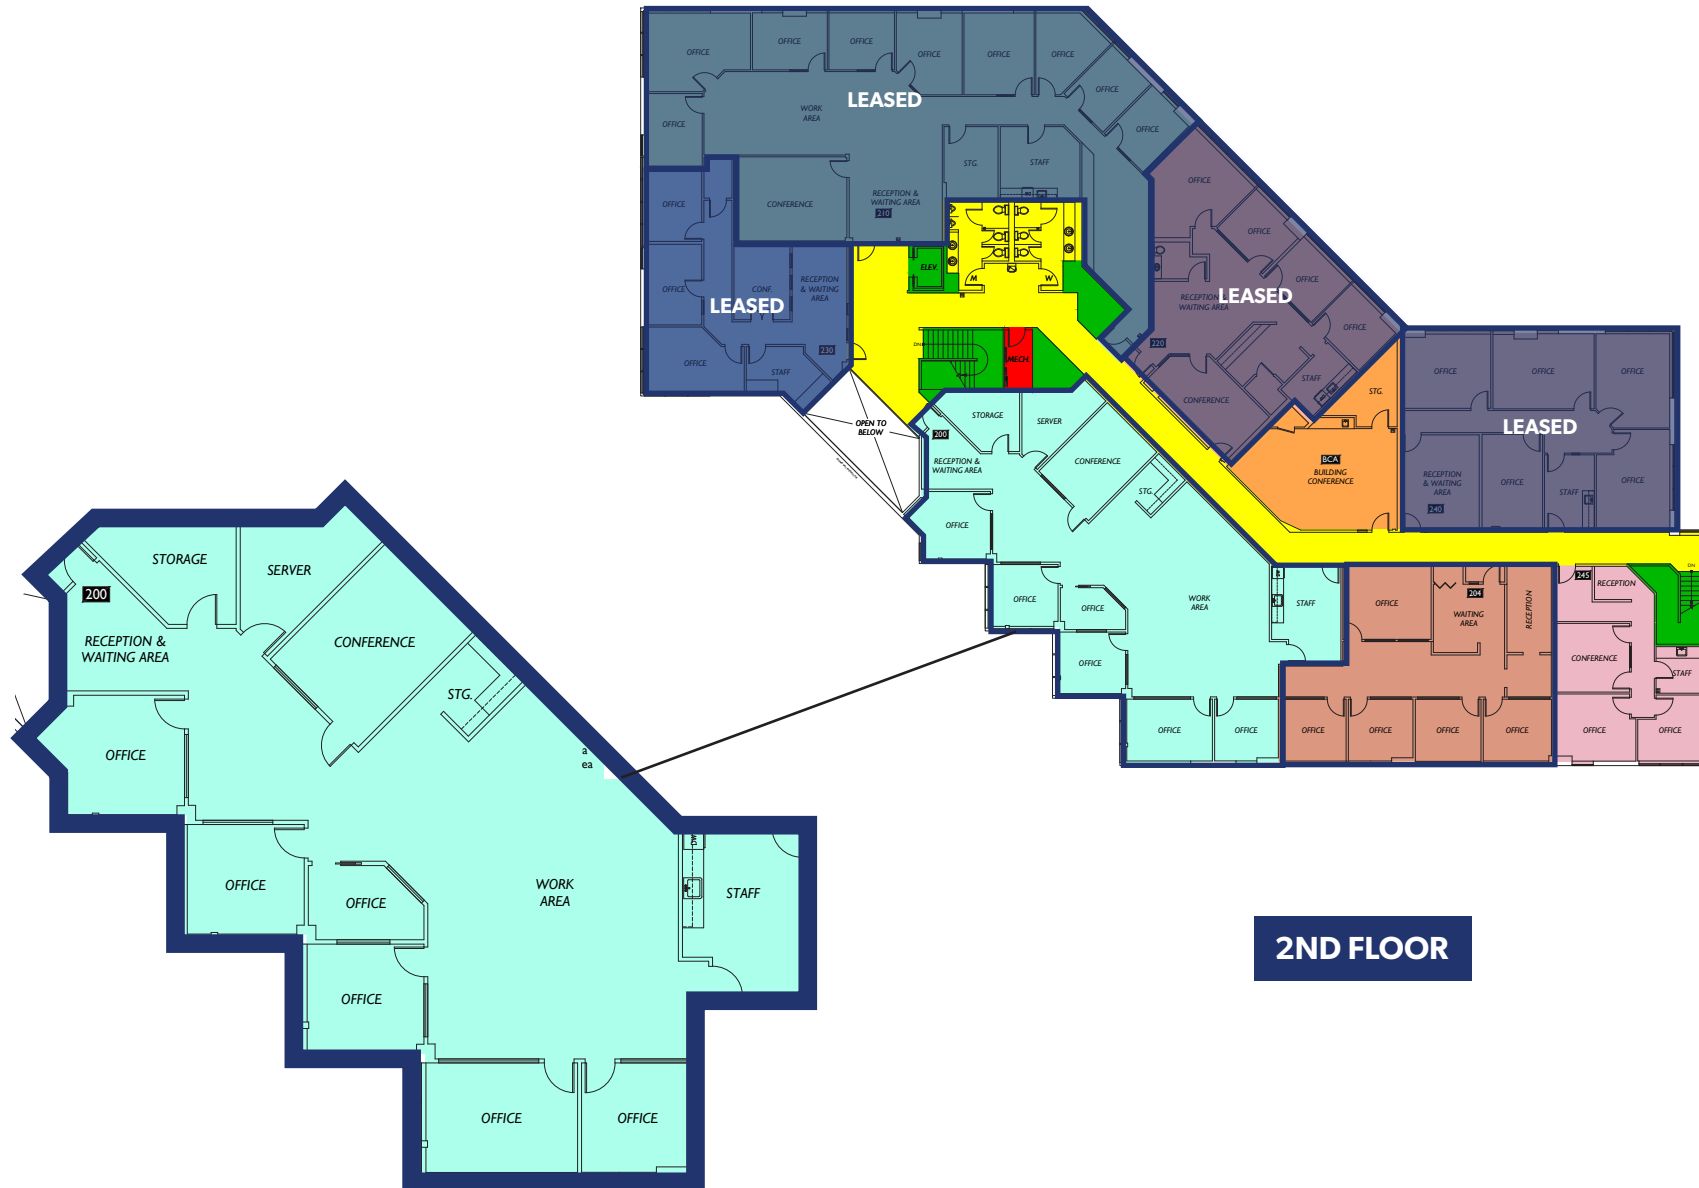 OFFICE
OFFICE
OFFICE
OFFICE
OFFICE
OFFICE
OFFICE
OFFICE
OFFICE
WORK
AREA
LEASED
STG.
STAFF
CONFERENCE
RECEPTION &
WAITING AREA
210
OFFICE
OFFICE
OFFICE
CONF.
RECEPTION
& WAITING
AREA
LEASED
230
STAFF
ELEV.
M
W
DN
MECH.
OPEN TO
BELOW
OFFICE
OFFICE
OFFICE
OFFICE
RECEPTION &
WAITING AREA
LEASED
220
CONFERENCE
STAFF
STG.
BCA
BUILDING
CONFERENCE
OFFICE
OFFICE
OFFICE
LEASED
RECEPTION
& WAITING
AREA
240
OFFICE
STAFF
OFFICE
STORAGE
SERVER
200
RECEPTION &
WAITING AREA
CONFERENCE
STG.
OFFICE
OFFICE
OFFICE
OFFICE
WORK
AREA
STAFF
OFFICE
OFFICE
OFFICE
204
WAITING
AREA
RECEPTION
OFFICE
OFFICE
OFFICE
OFFICE
245
RECEPTION
DN
CONFERENCE
STAFF
OFFICE
OFFICE
STORAGE
SERVER
200
RECEPTION &
WAITING AREA
CONFERENCE
STG.
OFFICE
a
ea
OFFICE
OFFICE
WORK
AREA
DW
STAFF
OFFICE
OFFICE
OFFICE
2ND FLOOR